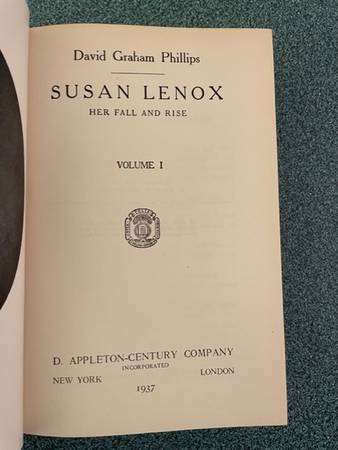 David Graham Phillips
SUSAN LENOX
HER FALL AND RISE
VOLUME I
D. APPLETON-CENTURY COMPANY
INCORPORATED
NEW YORK LONDON
1937